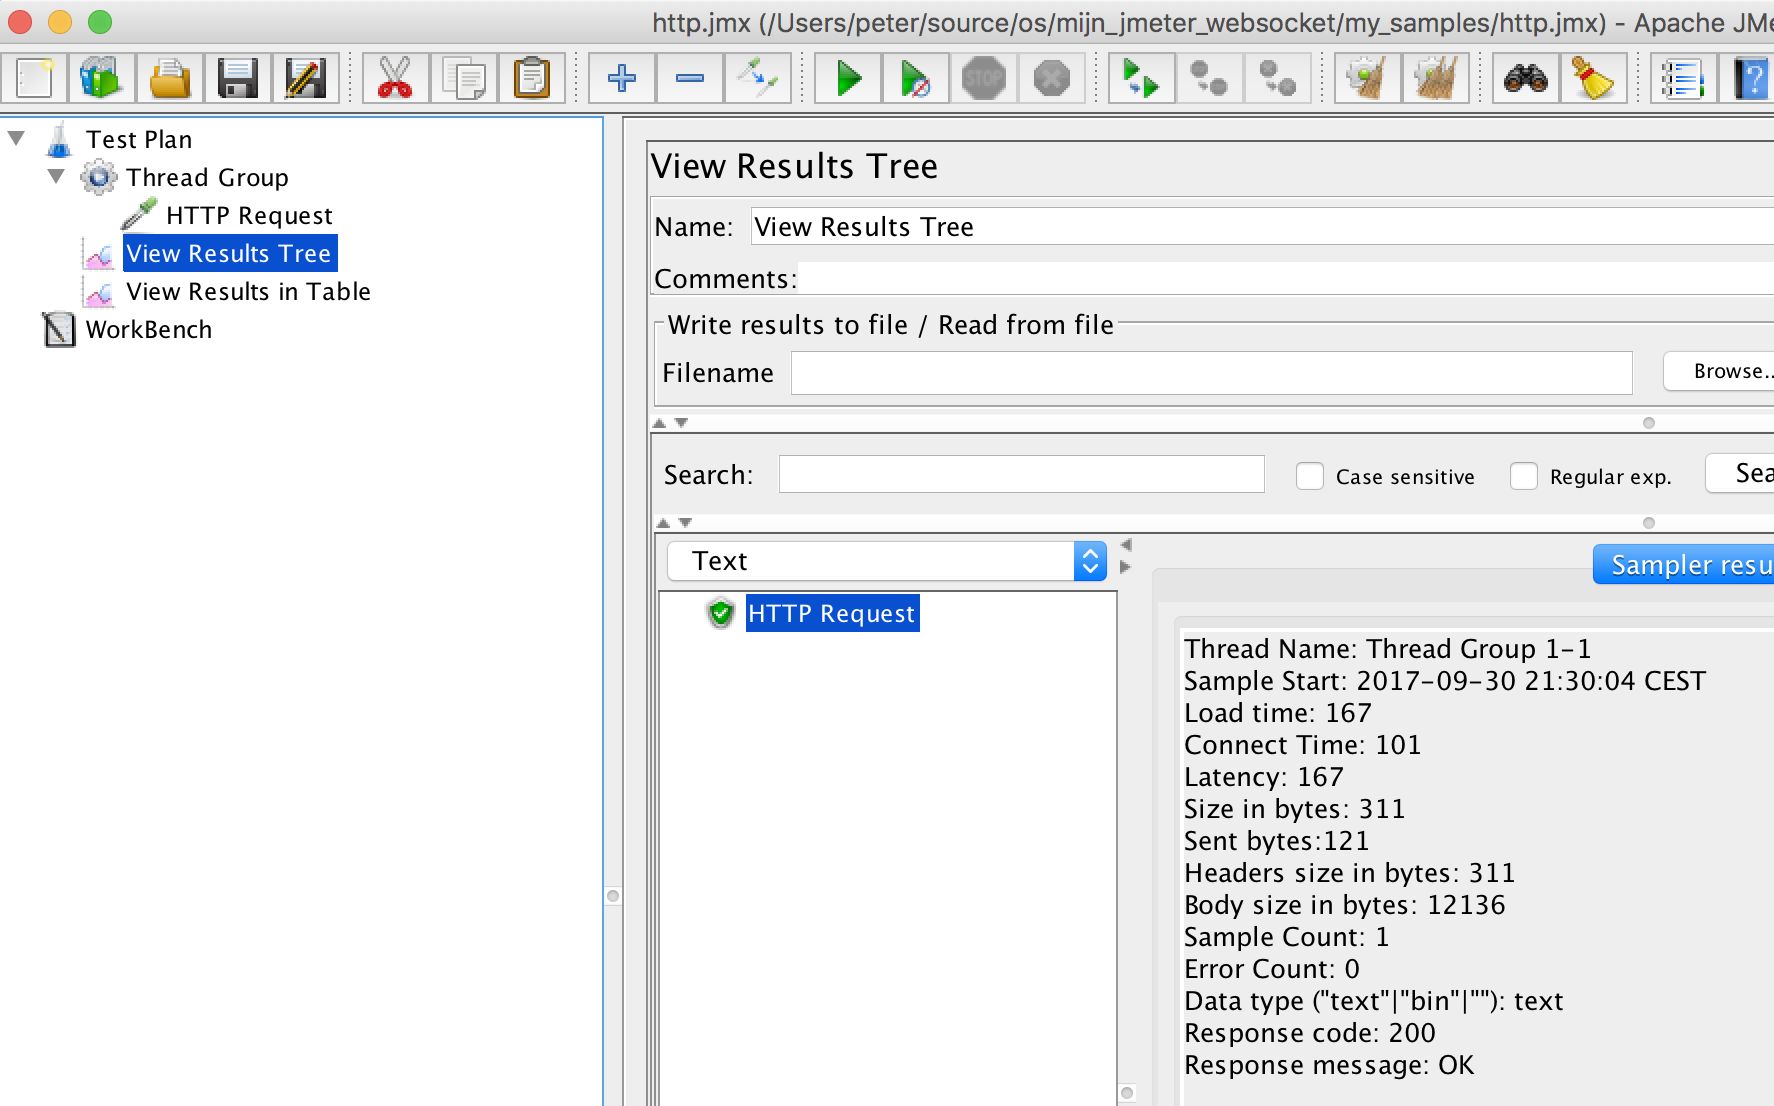 http.jmx (/Users/peter/source/os/mijn_jmeter_websocket/my_samples/http.jmx) - Apache JMe
STOP
Test Plan
Thread Group
HTTP Request
View Results Tree
View Results in Table
WorkBench
View Results Tree
Name: View Results Tree
Comments:
Write results to file / Read from file
Filename Browse..
Search: Case sensitive Regular exp. Sea
Text
HTTP Request
Sampler resu
Thread Name: Thread Group 1-1
Sample Start: 2017-09-30 21:30:04 CEST
Load time: 167
Connect Time: 101
Latency: 167
Size in bytes: 311
Sent bytes:121
Headers size in bytes: 311
Body size in bytes: 12136
Sample Count: 1
Error Count: 0
Data type ("text"|"bin"|""): text
Response code: 200
Response message: OK